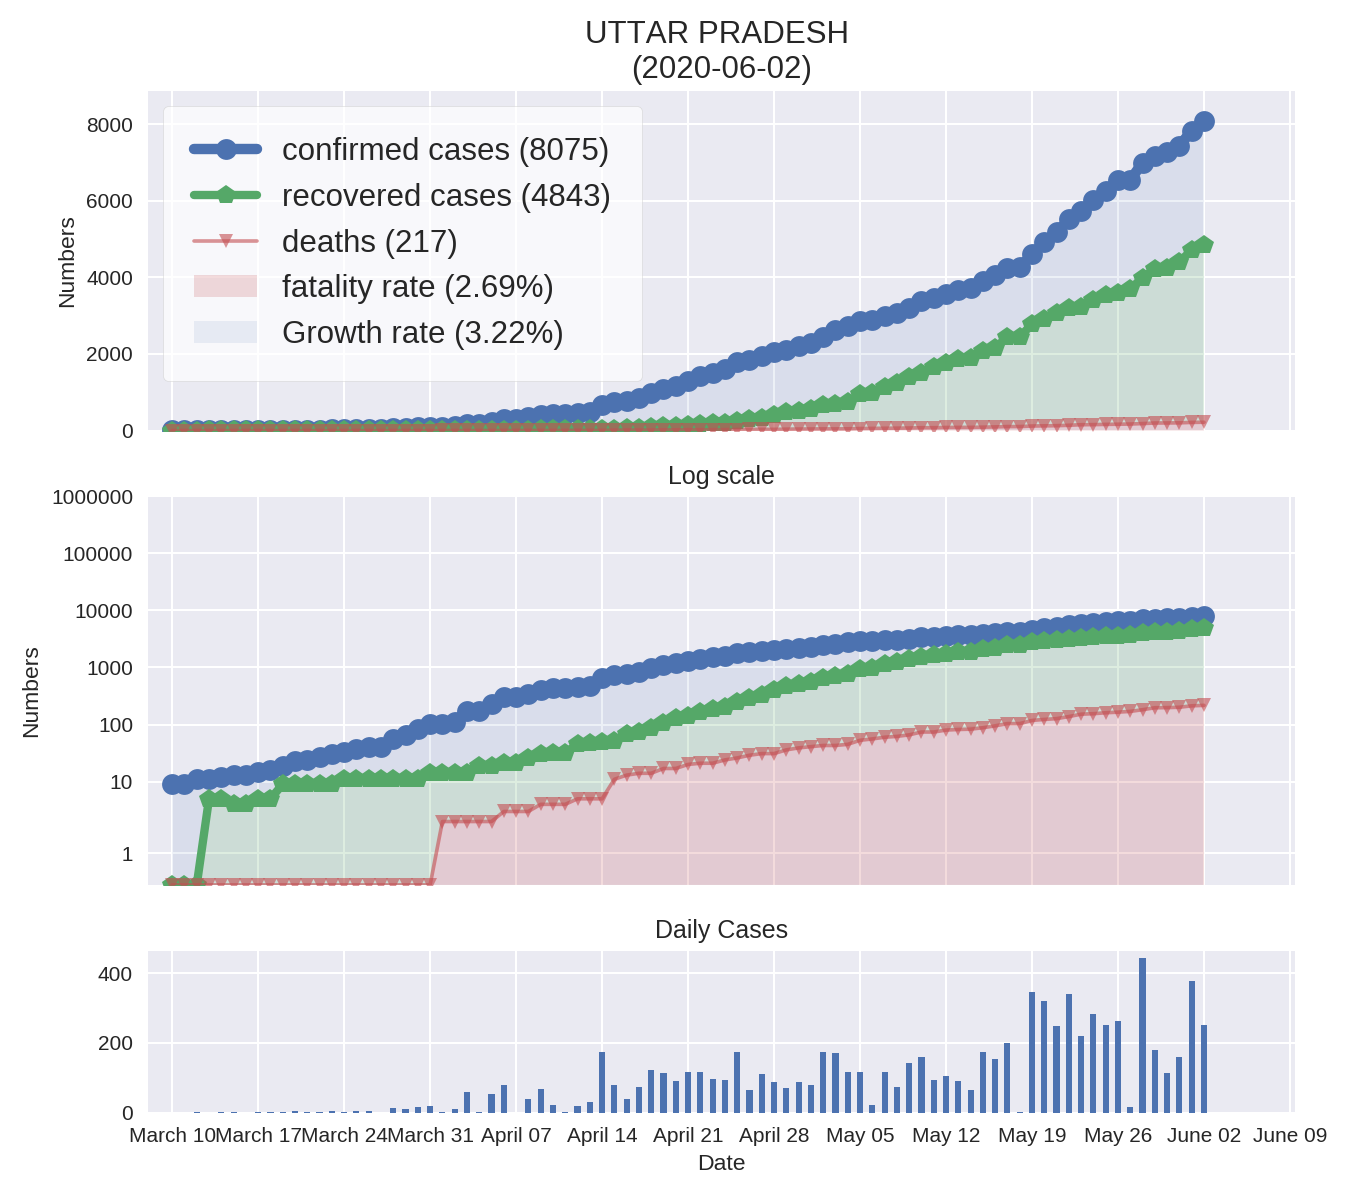 UTTAR PRADESH
(2020-06-02)
Numbers
8000
6000
4000
2000
0
confirmed cases (8075)
recovered cases (4843)
deaths (217)
fatality rate (2.69%)
Growth rate (3.22%)
Log scale
Numbers
1000000
100000
10000
1000
100
10
1
Daily Cases
400
200
0
March 10 March 17 March 24 March 31 April 07 April 14 April 21 April 28 May 05 May 12 May 19 May 26 June 02 June 09
Date